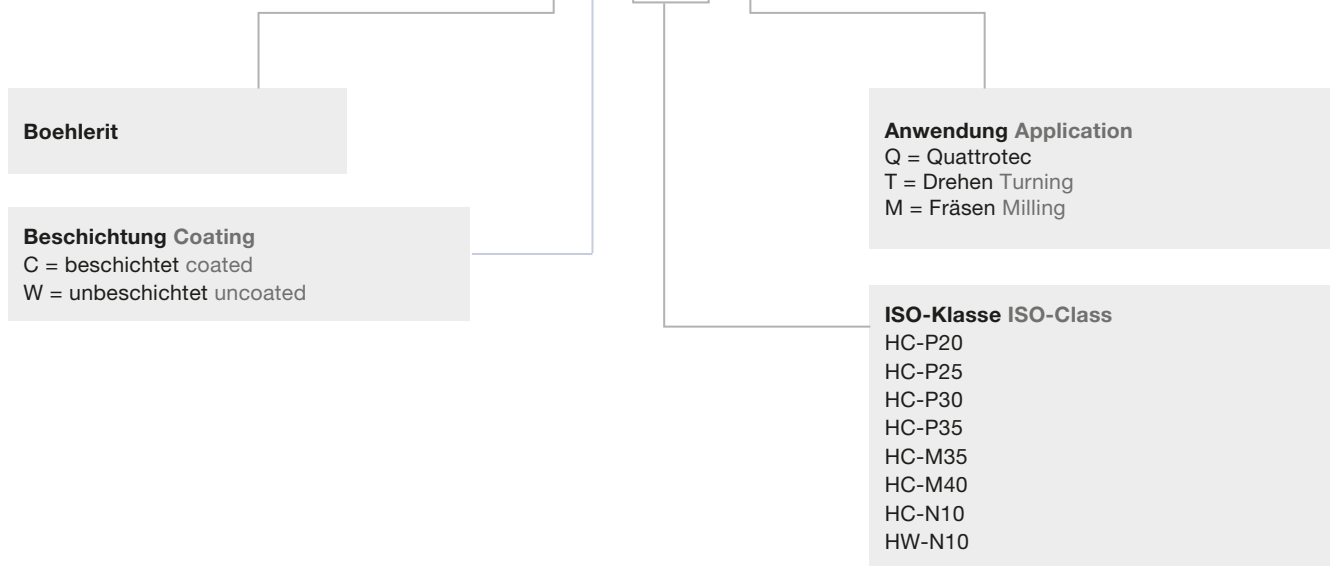 Boehlerit
Beschichtung Coating
C = beschichtet coated
W = unbeschichtet uncoated
Anwendung Application
Q = Quattrotec
T = Drehen Turning
M = Fräsen Milling
ISO-Klasse ISO-Class
HC-P20
HC-P25
HC-P30
HC-P35
HC-M35
HC-M40
HC-N10
HW-N10